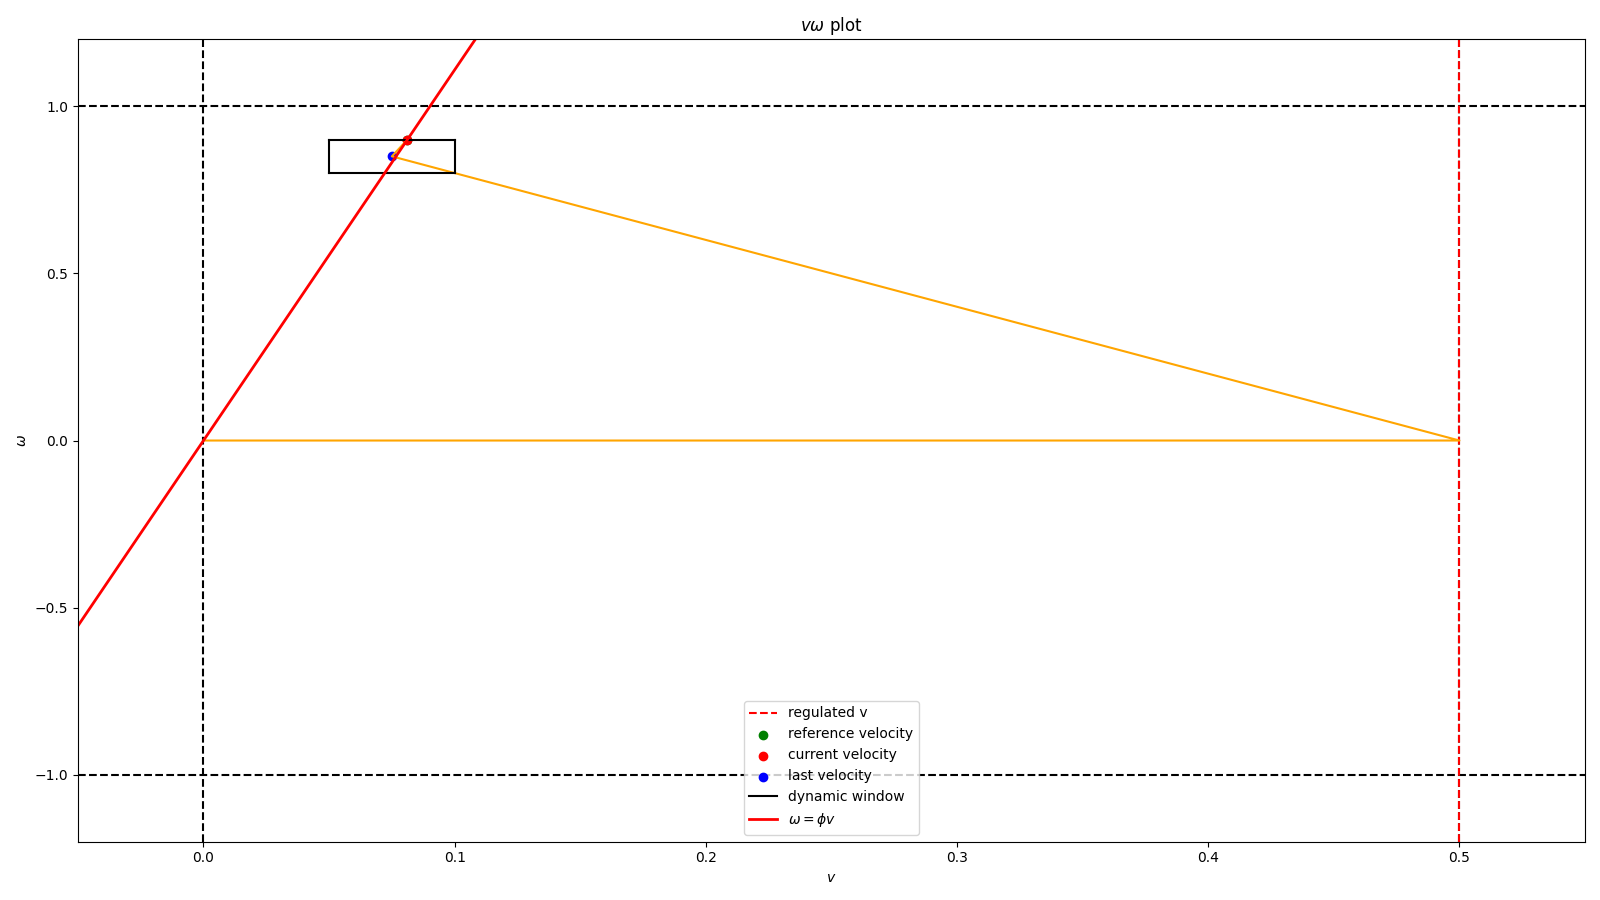 vω plot
1.0
0.5
0.0
−0.5
−1.0
ω
0.0 0.1 0.2 0.3 0.4 0.5
v
regulated v
reference velocity
current velocity
last velocity
dynamic window
ω = ϕv